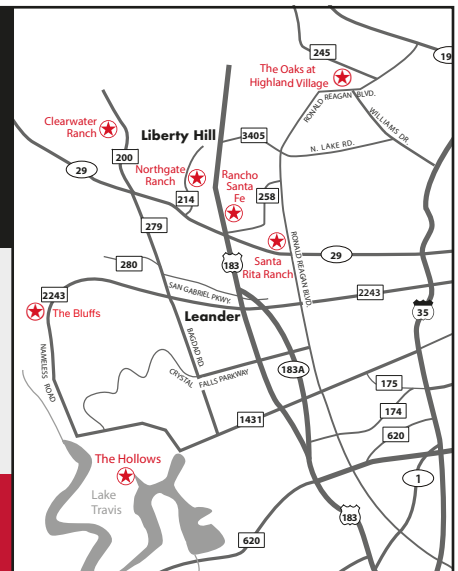 245
19
The Oaks at
Highland Village
RONALD REAGAN BLVD.
WILLIAMS DR.
Clearwater
Ranch
Liberty Hill
3405
N. LAKE RD.
200
29
Northgate
Ranch
Rancho
Santa
Fe
214
258
279
RONALD REAGAN BLVD.
Santa
Rita Ranch
29
280
183
2243
SAN GABRIEL PKWY.
2243
The Bluffs
Leander
35
NAMELESS ROAD
BAGDAD RD
CRYSTAL FALLS PARKWAY
183A
175
174
1431
620
The Hollows
Lake
Travis
1
183
620